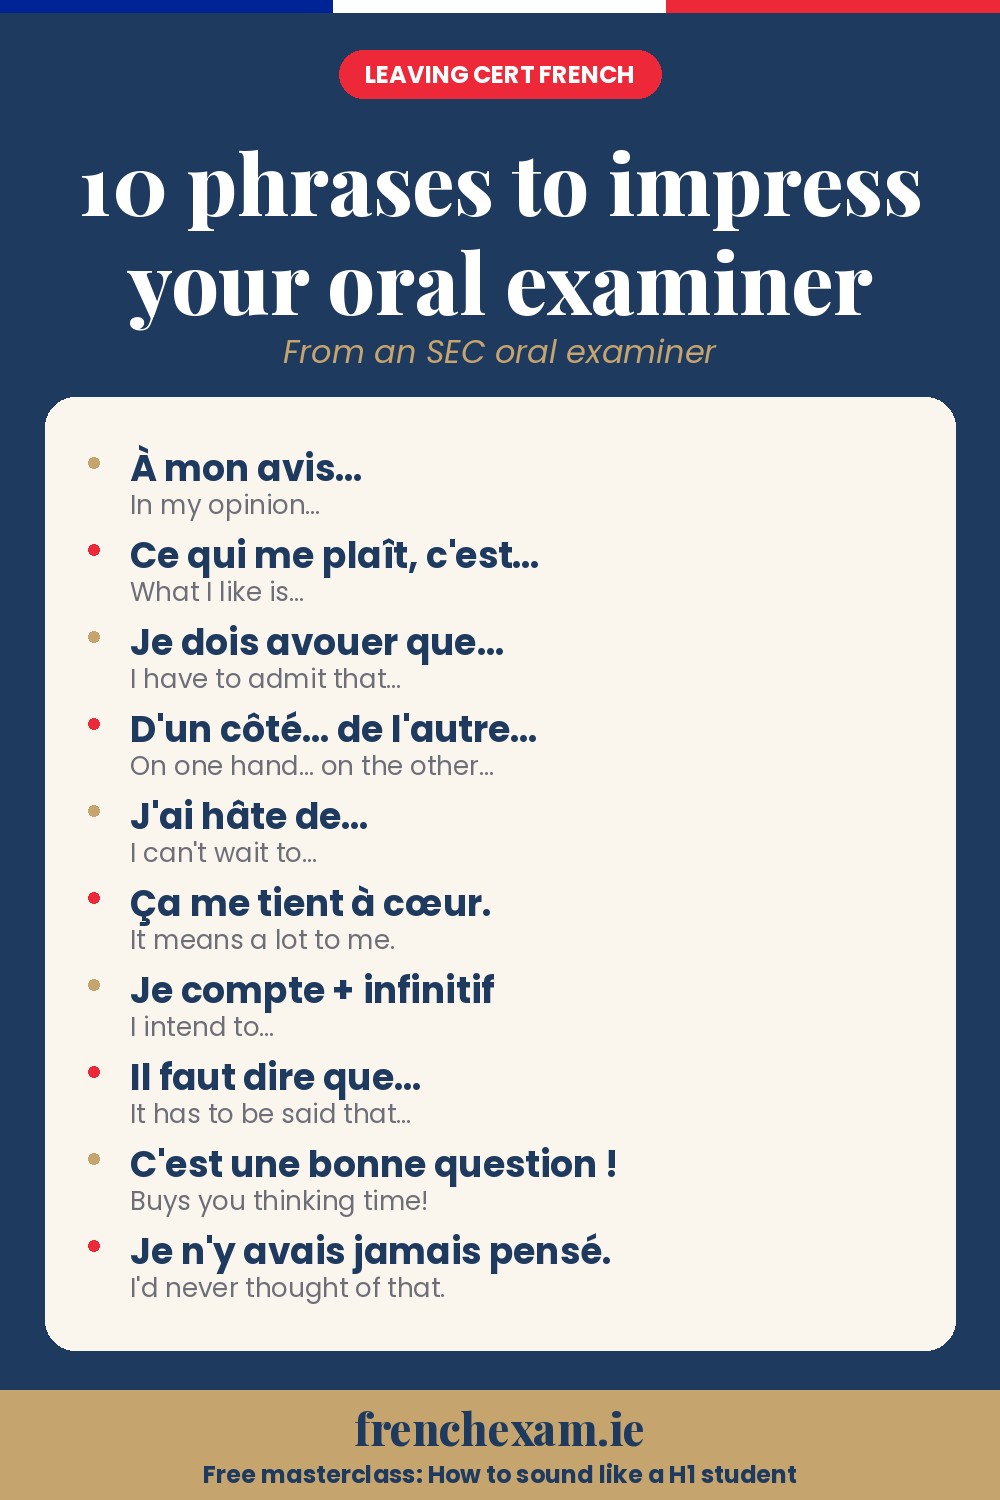 LEAVING CERT FRENCH
10 phrases to impress
your oral examiner
From an SEC oral examiner
À mon avis...
In my opinion...
Ce qui me plaît, c'est...
What I like is...
Je dois avouer que...
I have to admit that...
D'un côté... de l'autre...
On one hand... on the other...
J'ai hâte de...
I can't wait to...
Ça me tient à cœur.
It means a lot to me.
Je compte + infinitif
I intend to...
Il faut dire que...
It has to be said that...
C'est une bonne question !
Buys you thinking time!
Je n'y avais jamais pensé.
I'd never thought of that.
frenchexam.ie
Free masterclass: How to sound like a H1 student